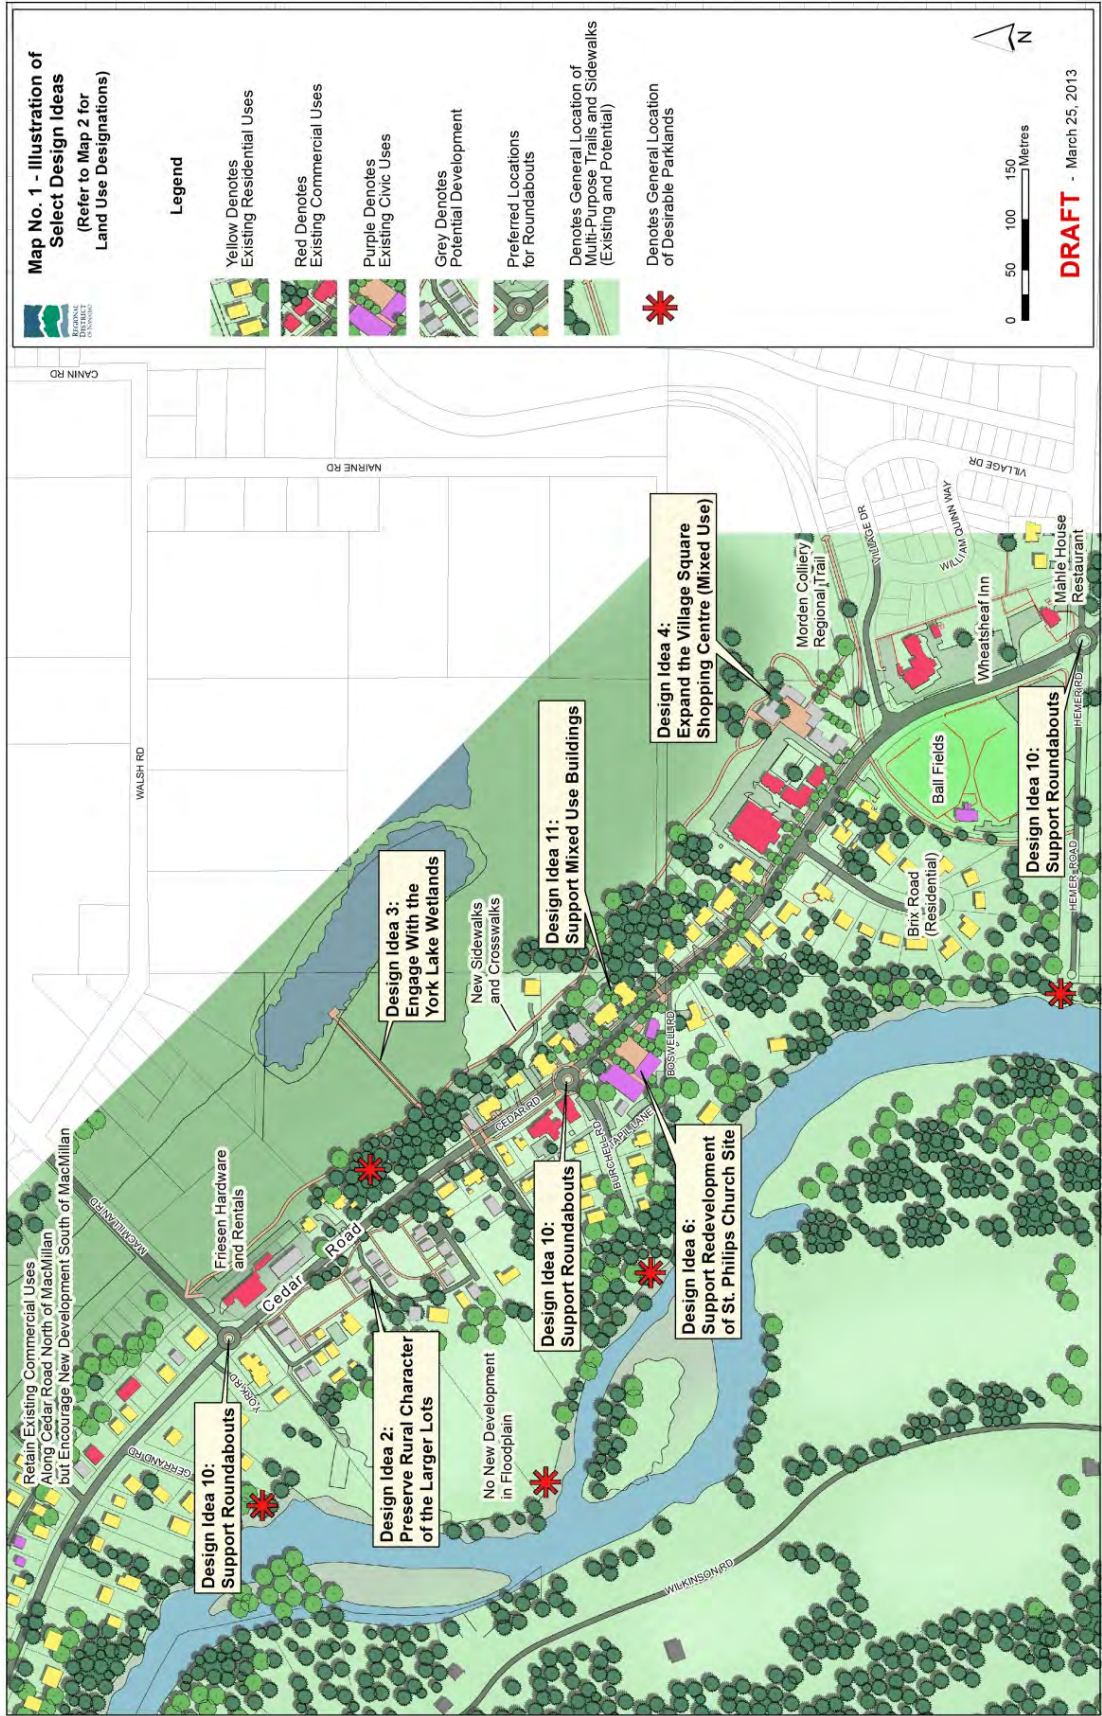 Map No. 1 - Illustration of
Select Design Ideas
(Refer to Map 2 for
Land Use Designations)
REGIONAL
DISTRICT
OF NANAIMO
Legend
Yellow Denotes
Existing Residential Uses
Red Denotes
Existing Commercial Uses
Purple Denotes
Existing Civic Uses
Grey Denotes
Potential Development
Preferred Locations
for Roundabouts
Denotes General Location of
Multi-Purpose Trails and Sidewalks
(Existing and Potential)
Denotes General Location
of Desirable Parklands
0 50 100 150
Metres
N
DRAFT - March 25, 2013
Retain Existing Commercial Uses
Along Cedar Road North of MacMillan
but Encourage New Development South of MacMillan
MACMILLAN RD
Friesen Hardware
and Rentals
Cedar Road
GERRAND RD
YORK RD
Design Idea 10:
Support Roundabouts
Design Idea 2:
Preserve Rural Character
of the Larger Lots
No New Development
in Floodplain
WALSH RD
CANIN RD
NAIRNE RD
Design Idea 3:
Engage With the
York Lake Wetlands
New Sidewalks
and Crosswalks
CEDAR RD
Design Idea 10:
Support Roundabouts
BURCHELL RD
TAPIL LANE
BOSWELL RD
Design Idea 6:
Support Redevelopment
of St. Philips Church Site
Design Idea 11:
Support Mixed Use Buildings
Design Idea 4:
Expand the Village Square
Shopping Centre (Mixed Use)
Morden Colliery
Regional Trail
VILLAGE DR
WILLIAM QUINN WAY
VILLAGE DR
Wheatsheaf Inn
Mahle House
Restaurant
Ball Fields
Brix Road
(Residential)
Design Idea 10:
Support Roundabouts
HEMER RD
HEMER ROAD
WILKINSON RD